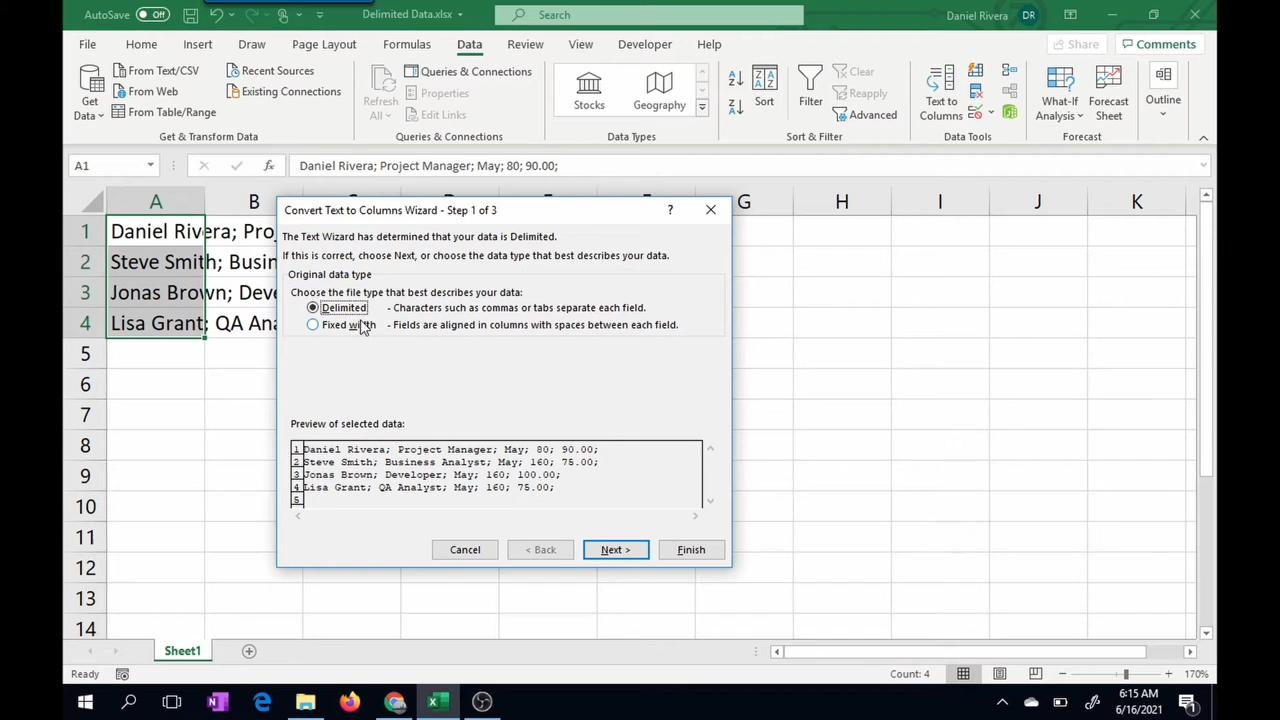 AutoSave Off Delimited Data.xlsx Search Daniel Rivera DR
File Home Insert Draw Page Layout Formulas Data Review View Developer Help Share Comments
Get Data
From Text/CSV
From Web
From Table/Range
Recent Sources
Existing Connections
Get & Transform Data
Refresh All
Queries & Connections
Properties
Edit Links
Queries & Connections
Stocks Geography
Data Types
Sort
Filter
Clear
Reapply
Advanced
Sort & Filter
Text to Columns
Data Tools
What-If Analysis
Forecast Sheet
Forecast
Outline
A1 fx Daniel Rivera; Project Manager; May; 80; 90.00;
A B G H I J K
1 Daniel Rivera; Proj
2 Steve Smith; Busin
3 Jonas Brown; Deve
4 Lisa Grant; QA Ana
5
6
7
8
9
10
11
12
13
14
Convert Text to Columns Wizard - Step 1 of 3 ?
The Text Wizard has determined that your data is Delimited.
If this is correct, choose Next, or choose the data type that best describes your data.
Original data type
Choose the file type that best describes your data:
Delimited - Characters such as commas or tabs separate each field.
Fixed width - Fields are aligned in columns with spaces between each field.
Preview of selected data:
1 Daniel Rivera; Project Manager; May; 80; 90.00;
2 Steve Smith; Business Analyst; May; 160; 75.00;
3 Jonas Brown; Developer; May; 160; 100.00;
4 Lisa Grant; QA Analyst; May; 160; 75.00;
5
Cancel < Back Next > Finish
Sheet1
Ready Count: 4 170%
6:15 AM
6/16/2021
1